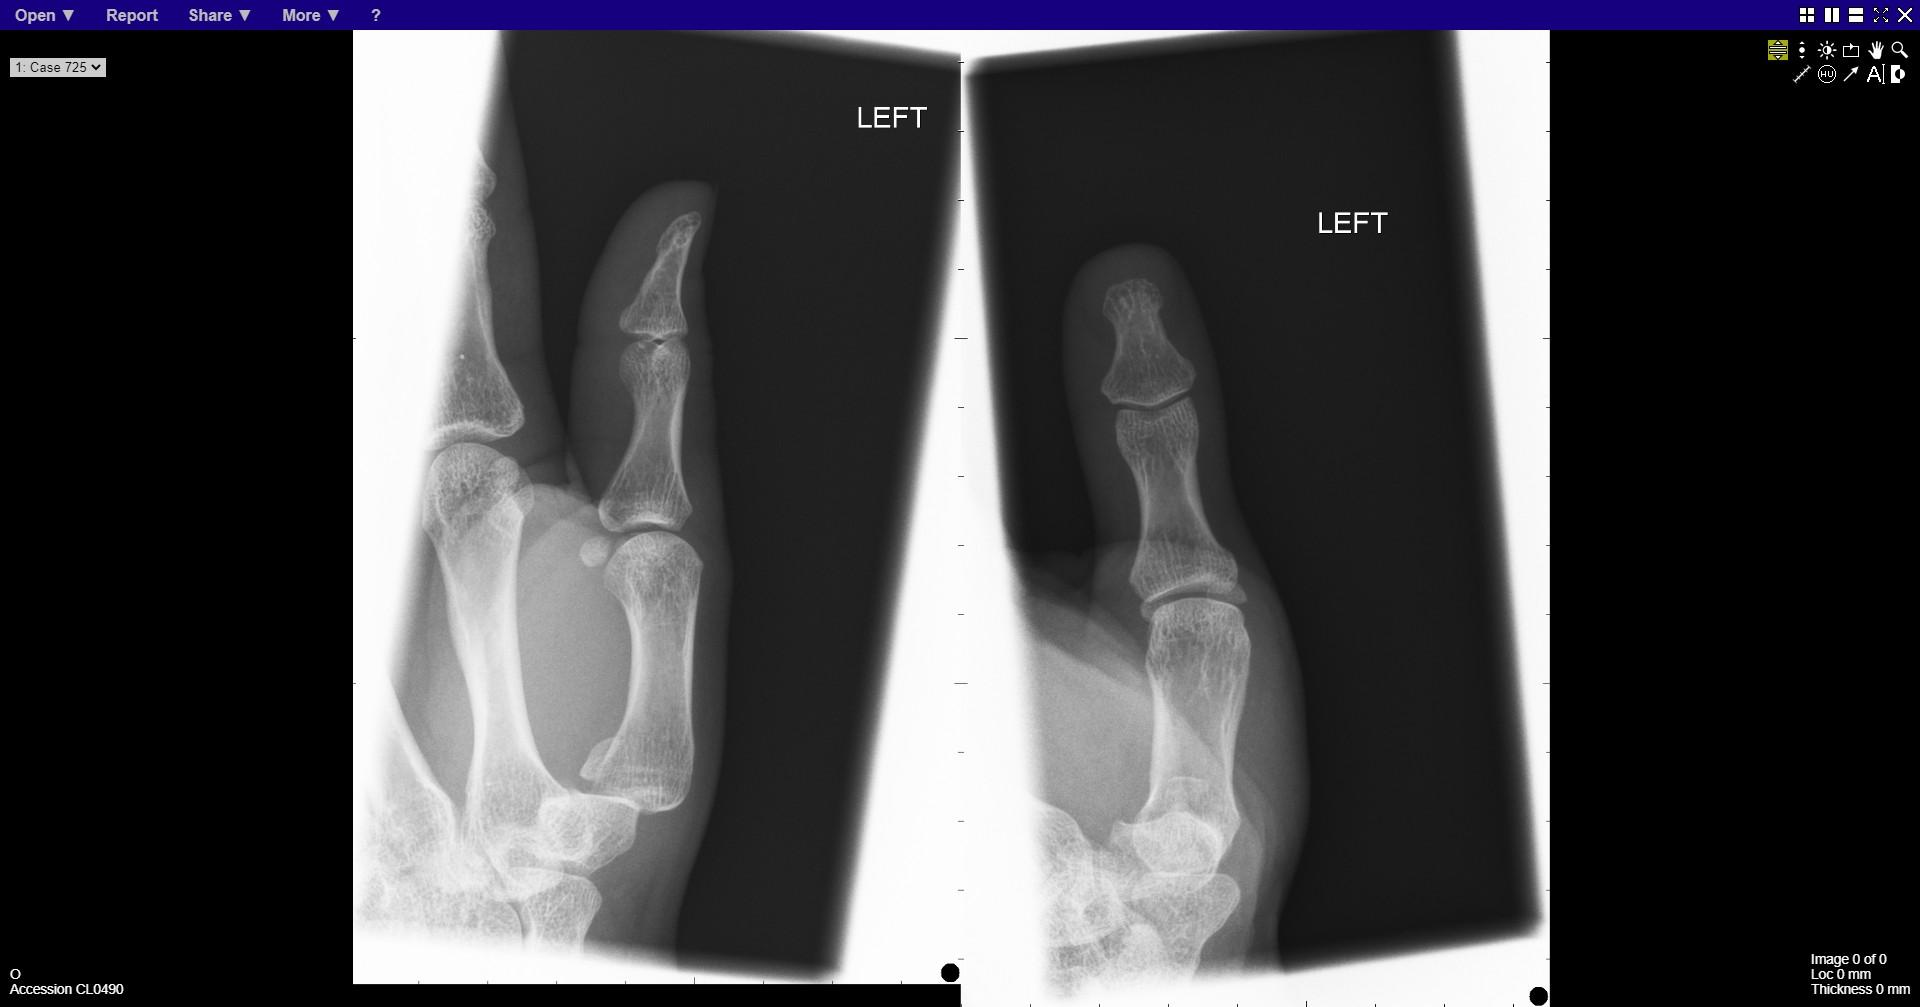 Open ▼ Report Share ▼ More ▼ ?
1: Case 725
HU
A
LEFT
LEFT
O
Accession CL0490
Image 0 of 0
Loc 0 mm
Thickness 0 mm